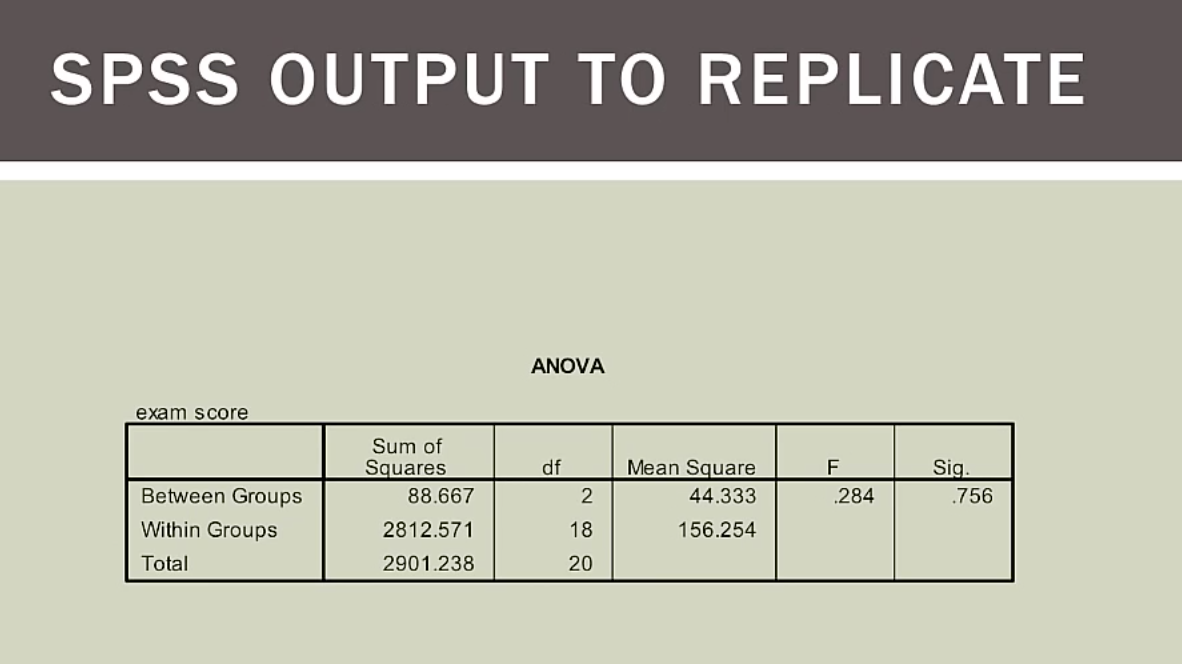 SPSS OUTPUT TO REPLICATE
ANOVA
exam score
Sum of Squares df Mean Square F Sig.
Between Groups 88.667 2 44.333 .284 .756
Within Groups 2812.571 18 156.254
Total 2901.238 20